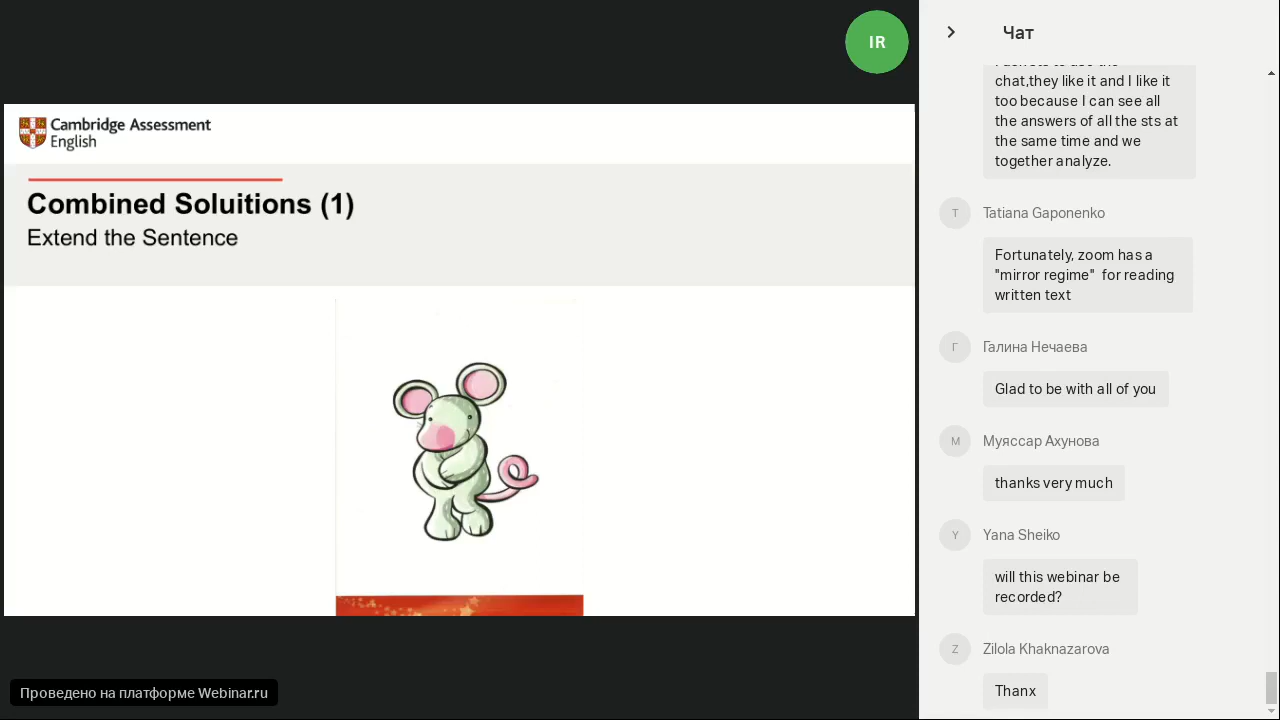 IR
Cambridge Assessment
English
Combined Soluitions (1)
Extend the Sentence
Проведено на платформе Webinar.ru
Чат
chat,they like it and I like it
too because I can see all
the answers of all the sts at
the same time and we
together analyze.
T
Tatiana Gaponenko
Fortunately, zoom has a
"mirror regime"  for reading
written text
Г
Галина Нечаева
Glad to be with all of you
М
Муяссар Ахунова
thanks very much
Y
Yana Sheiko
will this webinar be
recorded?
Z
Zilola Khaknazarova
Thanx